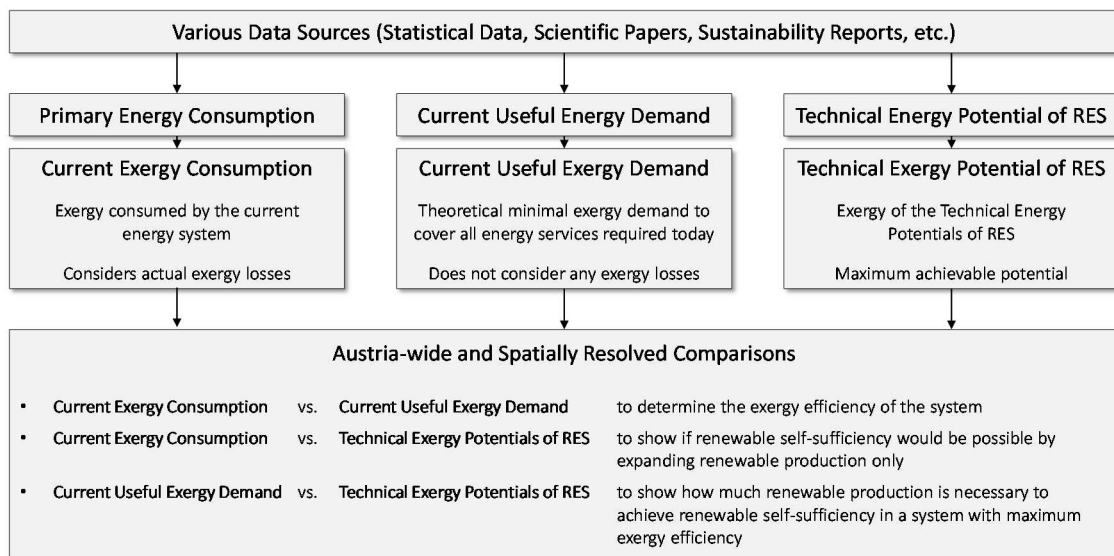 Various Data Sources (Statistical Data, Scientific Papers, Sustainability Reports, etc.)
Primary Energy Consumption
Current Exergy Consumption
Exergy consumed by the current
energy system
Considers actual exergy losses
Current Useful Energy Demand
Current Useful Exergy Demand
Theoretical minimal exergy demand to
cover all energy services required today
Does not consider any exergy losses
Technical Energy Potential of RES
Technical Exergy Potential of RES
Exergy of the Technical Energy
Potentials of RES
Maximum achievable potential
Austria-wide and Spatially Resolved Comparisons
• Current Exergy Consumption vs. Current Useful Exergy Demand to determine the exergy efficiency of the system
• Current Exergy Consumption vs. Technical Exergy Potentials of RES to show if renewable self-sufficiency would be possible by
expanding renewable production only
• Current Useful Exergy Demand vs. Technical Exergy Potentials of RES to show how much renewable production is necessary to
achieve renewable self-sufficiency in a system with maximum
exergy efficiency